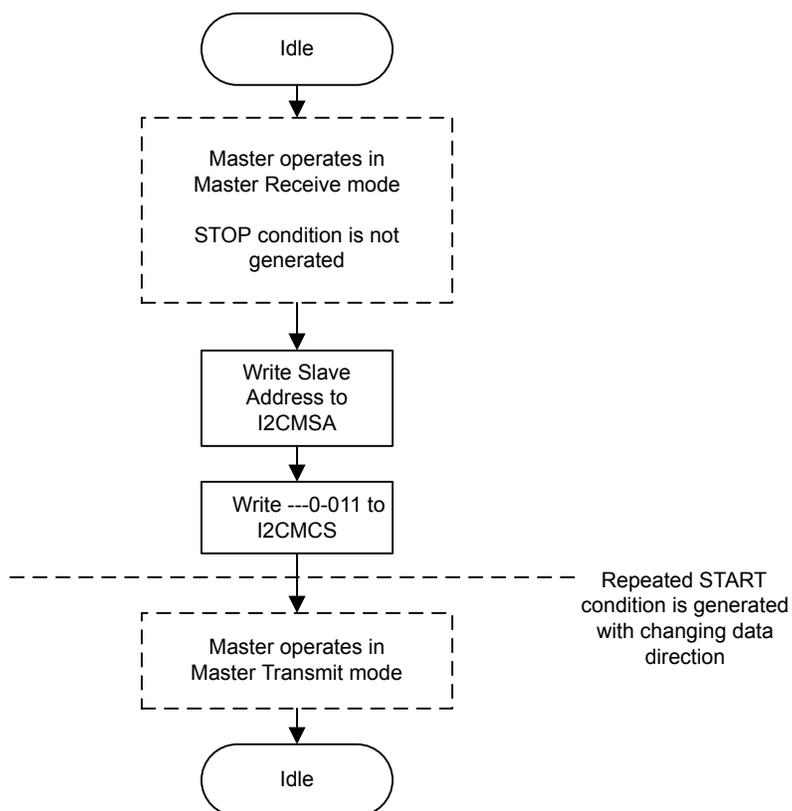 Idle
Master operates in
Master Receive mode
STOP condition is not
generated
Write Slave
Address to
I2CMSA
Write ---0-011 to
I2CMCS
Repeated START
condition is generated
with changing data
direction
Master operates in
Master Transmit mode
Idle